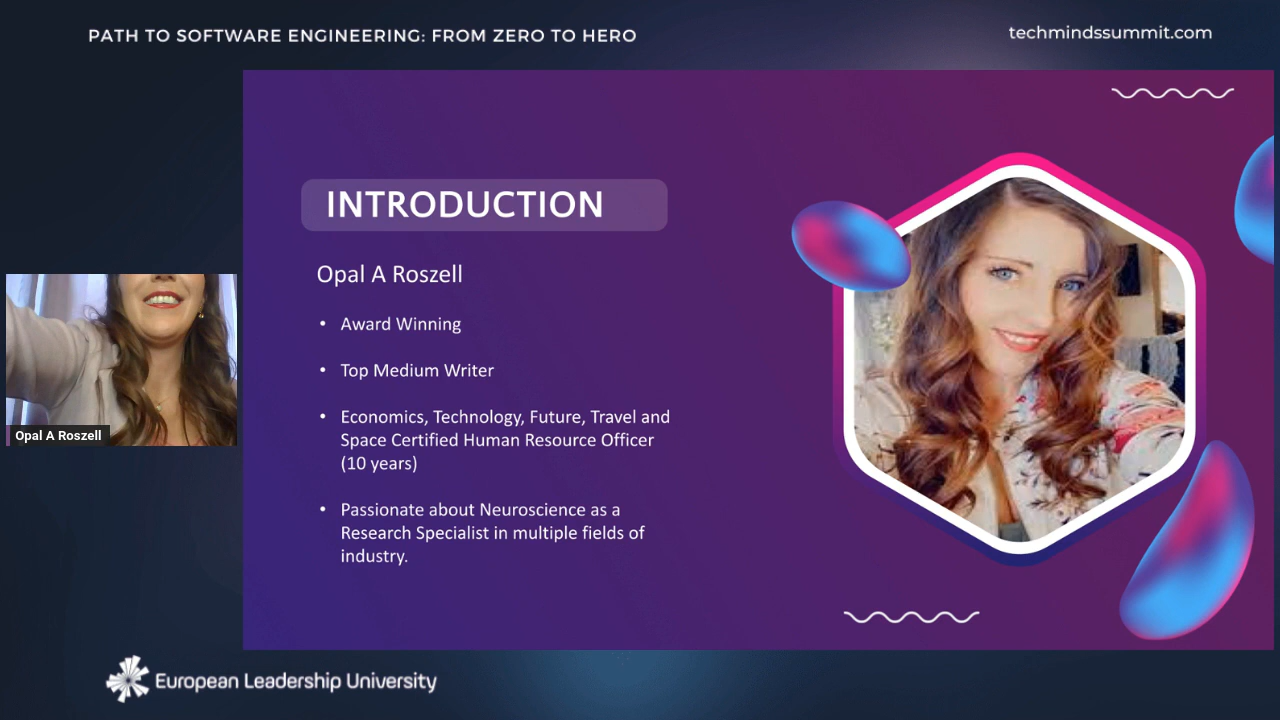 PATH TO SOFTWARE ENGINEERING: FROM ZERO TO HERO
techmindssummit.com
INTRODUCTION
Opal A Roszell
• Award Winning
• Top Medium Writer
• Economics, Technology, Future, Travel and
Space Certified Human Resource Officer
(10 years)
• Passionate about Neuroscience as a
Research Specialist in multiple fields of
industry.
Opal A Roszell
European Leadership University